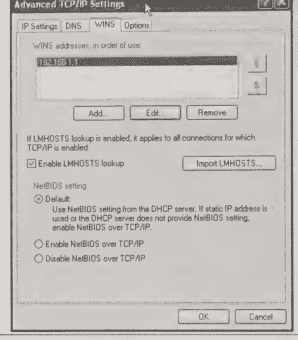 Advanced TCP/IP Settings
IP Settings DNS WINS Options
WINS addresses, in order of use:
192.168.1.1
Add... Edit... Remove
If LMHOSTS lookup is enabled, it applies to all connections for which
TCP/IP is enabled.
Enable LMHOSTS lookup
Import LMHOSTS...
NetBIOS setting
Default:
Use NetBIOS setting from the DHCP server. If static IP address is
used or the DHCP server does not provide NetBIOS setting,
enable NetBIOS over TCP/IP.
Enable NetBIOS over TCP/IP
Disable NetBIOS over TCP/IP
OK Cancel